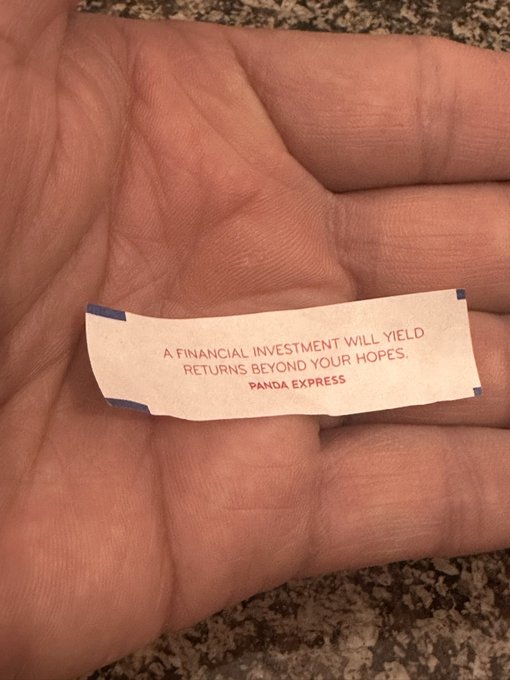 A FINANCIAL INVESTMENT WILL YIELD
RETURNS BEYOND YOUR HOPES.
PANDA EXPRESS